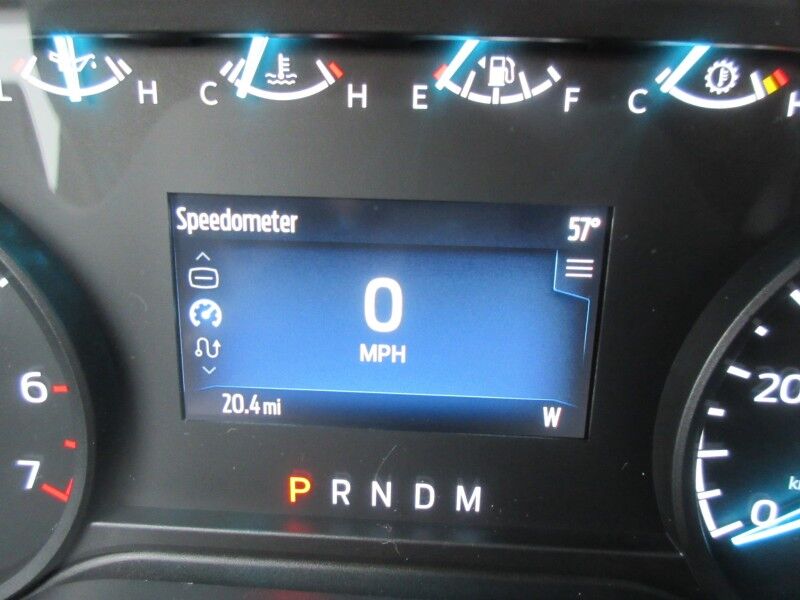 L H C H E F C H
Speedometer 57°
0
MPH
20.4 mi W
P R N D M
6
7
20
0